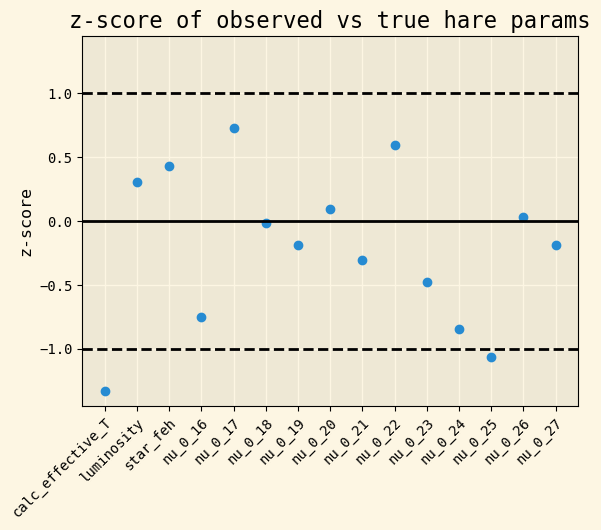 z-score of observed vs true hare params
z-score
1.0
0.5
0.0
−0.5
−1.0
calc_effective_T
luminosity
star_feh
nu_0_16
nu_0_17
nu_0_18
nu_0_19
nu_0_20
nu_0_21
nu_0_22
nu_0_23
nu_0_24
nu_0_25
nu_0_26
nu_0_27